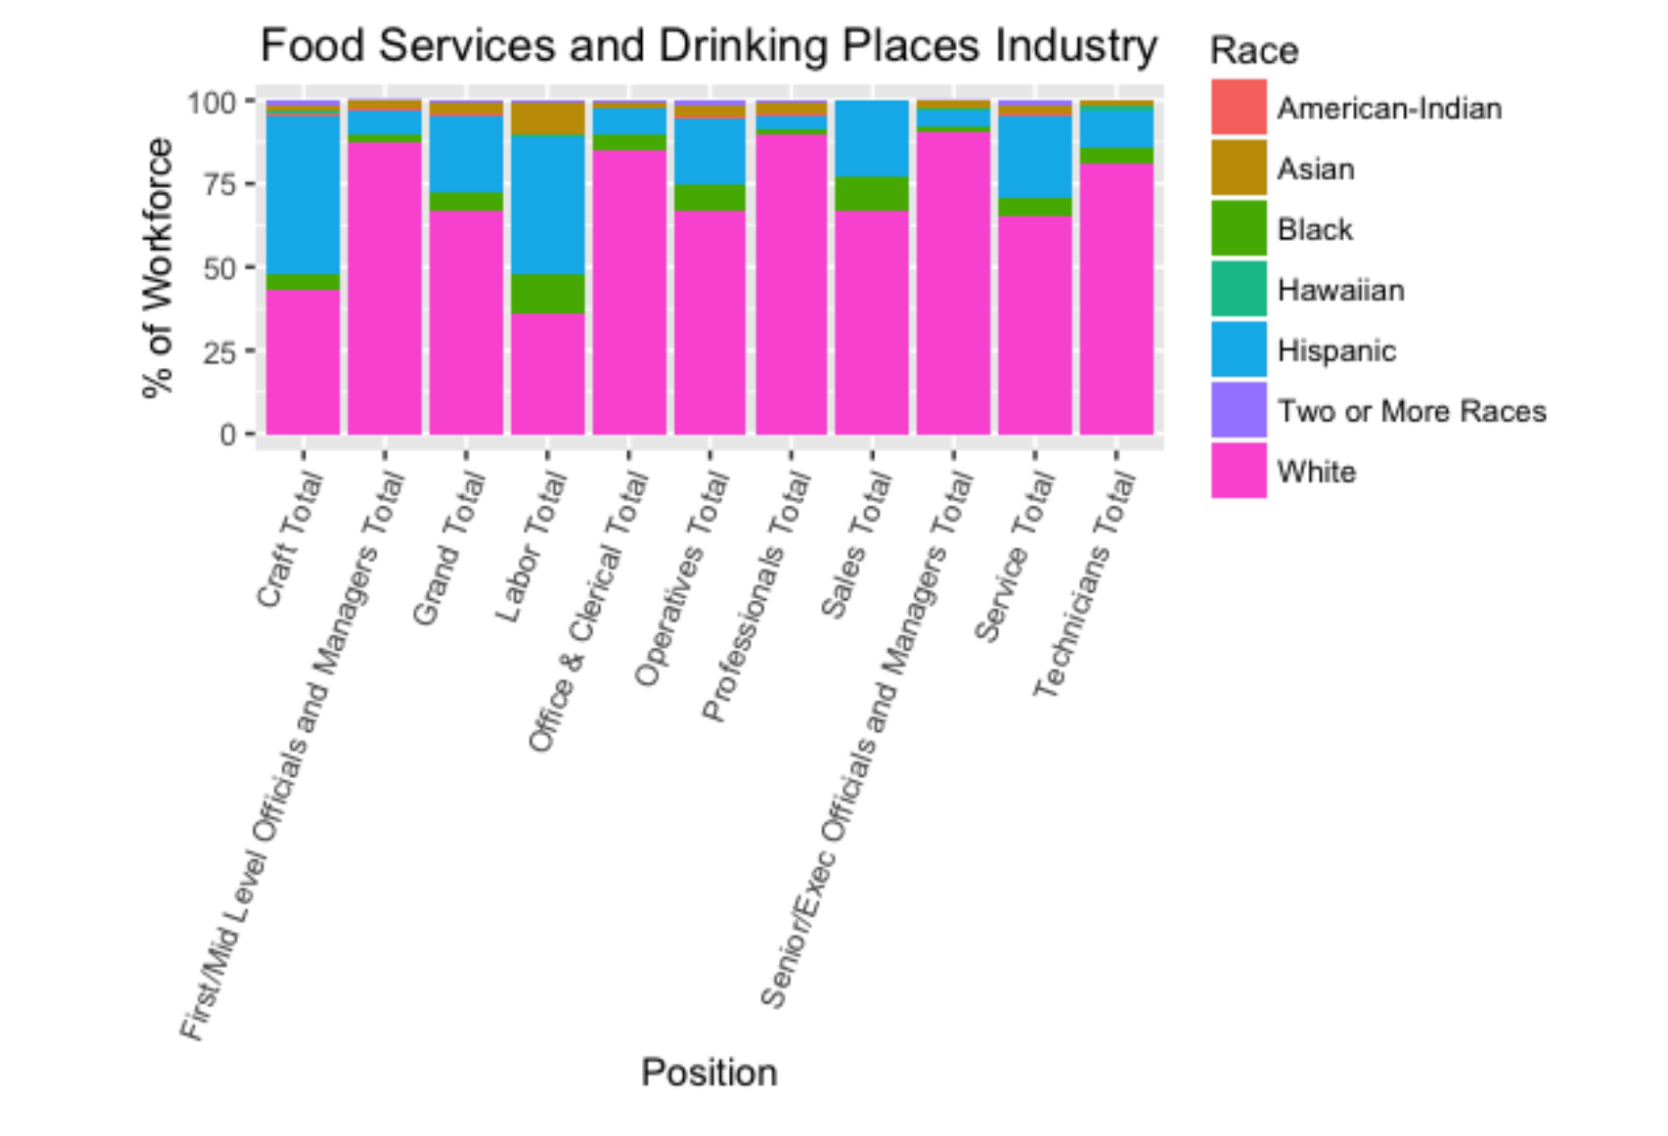 Food Services and Drinking Places Industry
% of Workforce
100
75
50
25
0
Craft Total
First/Mid Level Officials and Managers Total
Grand Total
Labor Total
Office & Clerical Total
Operatives Total
Professionals Total
Sales Total
Senior/Exec Officials and Managers Total
Service Total
Technicians Total
Position
Race
American-Indian
Asian
Black
Hawaiian
Hispanic
Two or More Races
White